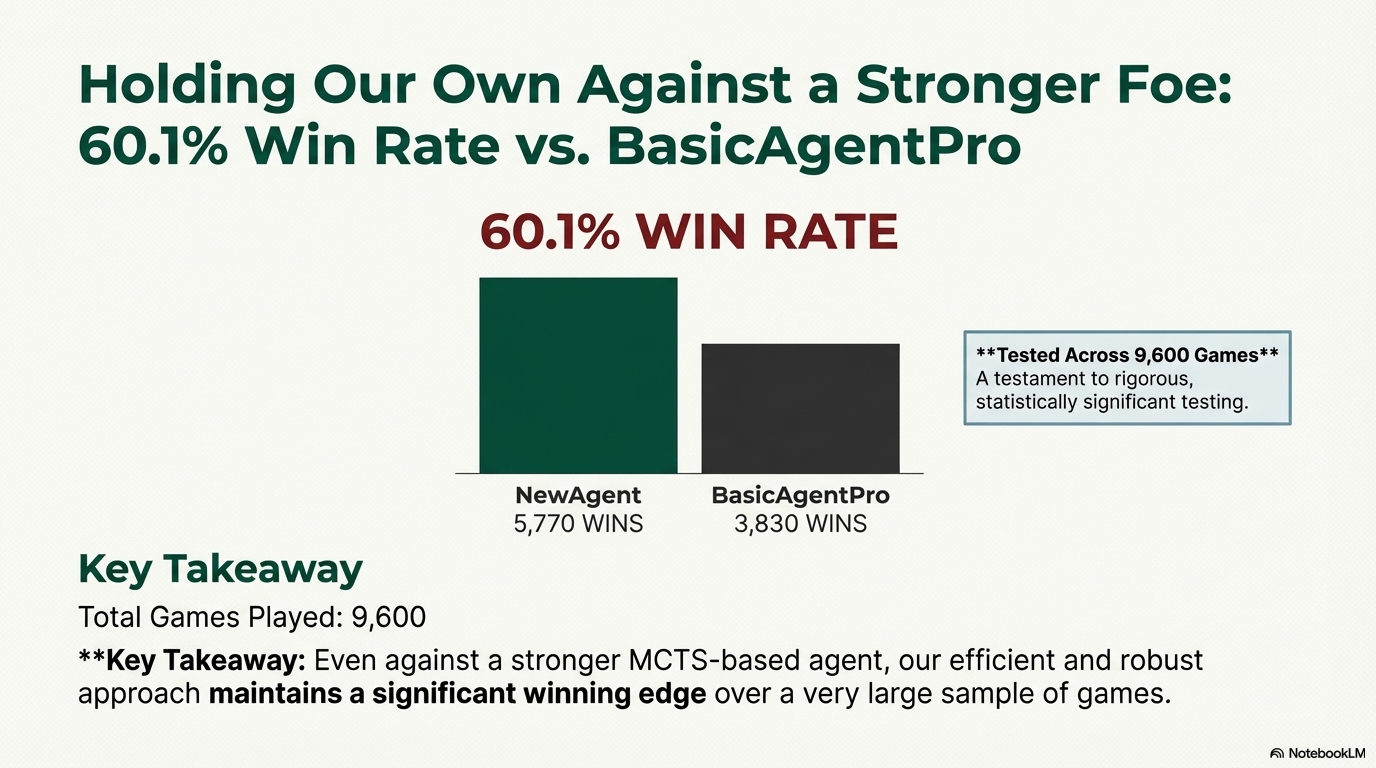 Holding Our Own Against a Stronger Foe:
60.1% Win Rate vs. BasicAgentPro
60.1% WIN RATE
**Tested Across 9,600 Games**
A testament to rigorous,
statistically significant testing.
NewAgent
5,770 WINS
BasicAgentPro
3,830 WINS
Key Takeaway
Total Games Played: 9,600
**Key Takeaway: Even against a stronger MCTS-based agent, our efficient and robust
approach maintains a significant winning edge over a very large sample of games.
NotebookLM